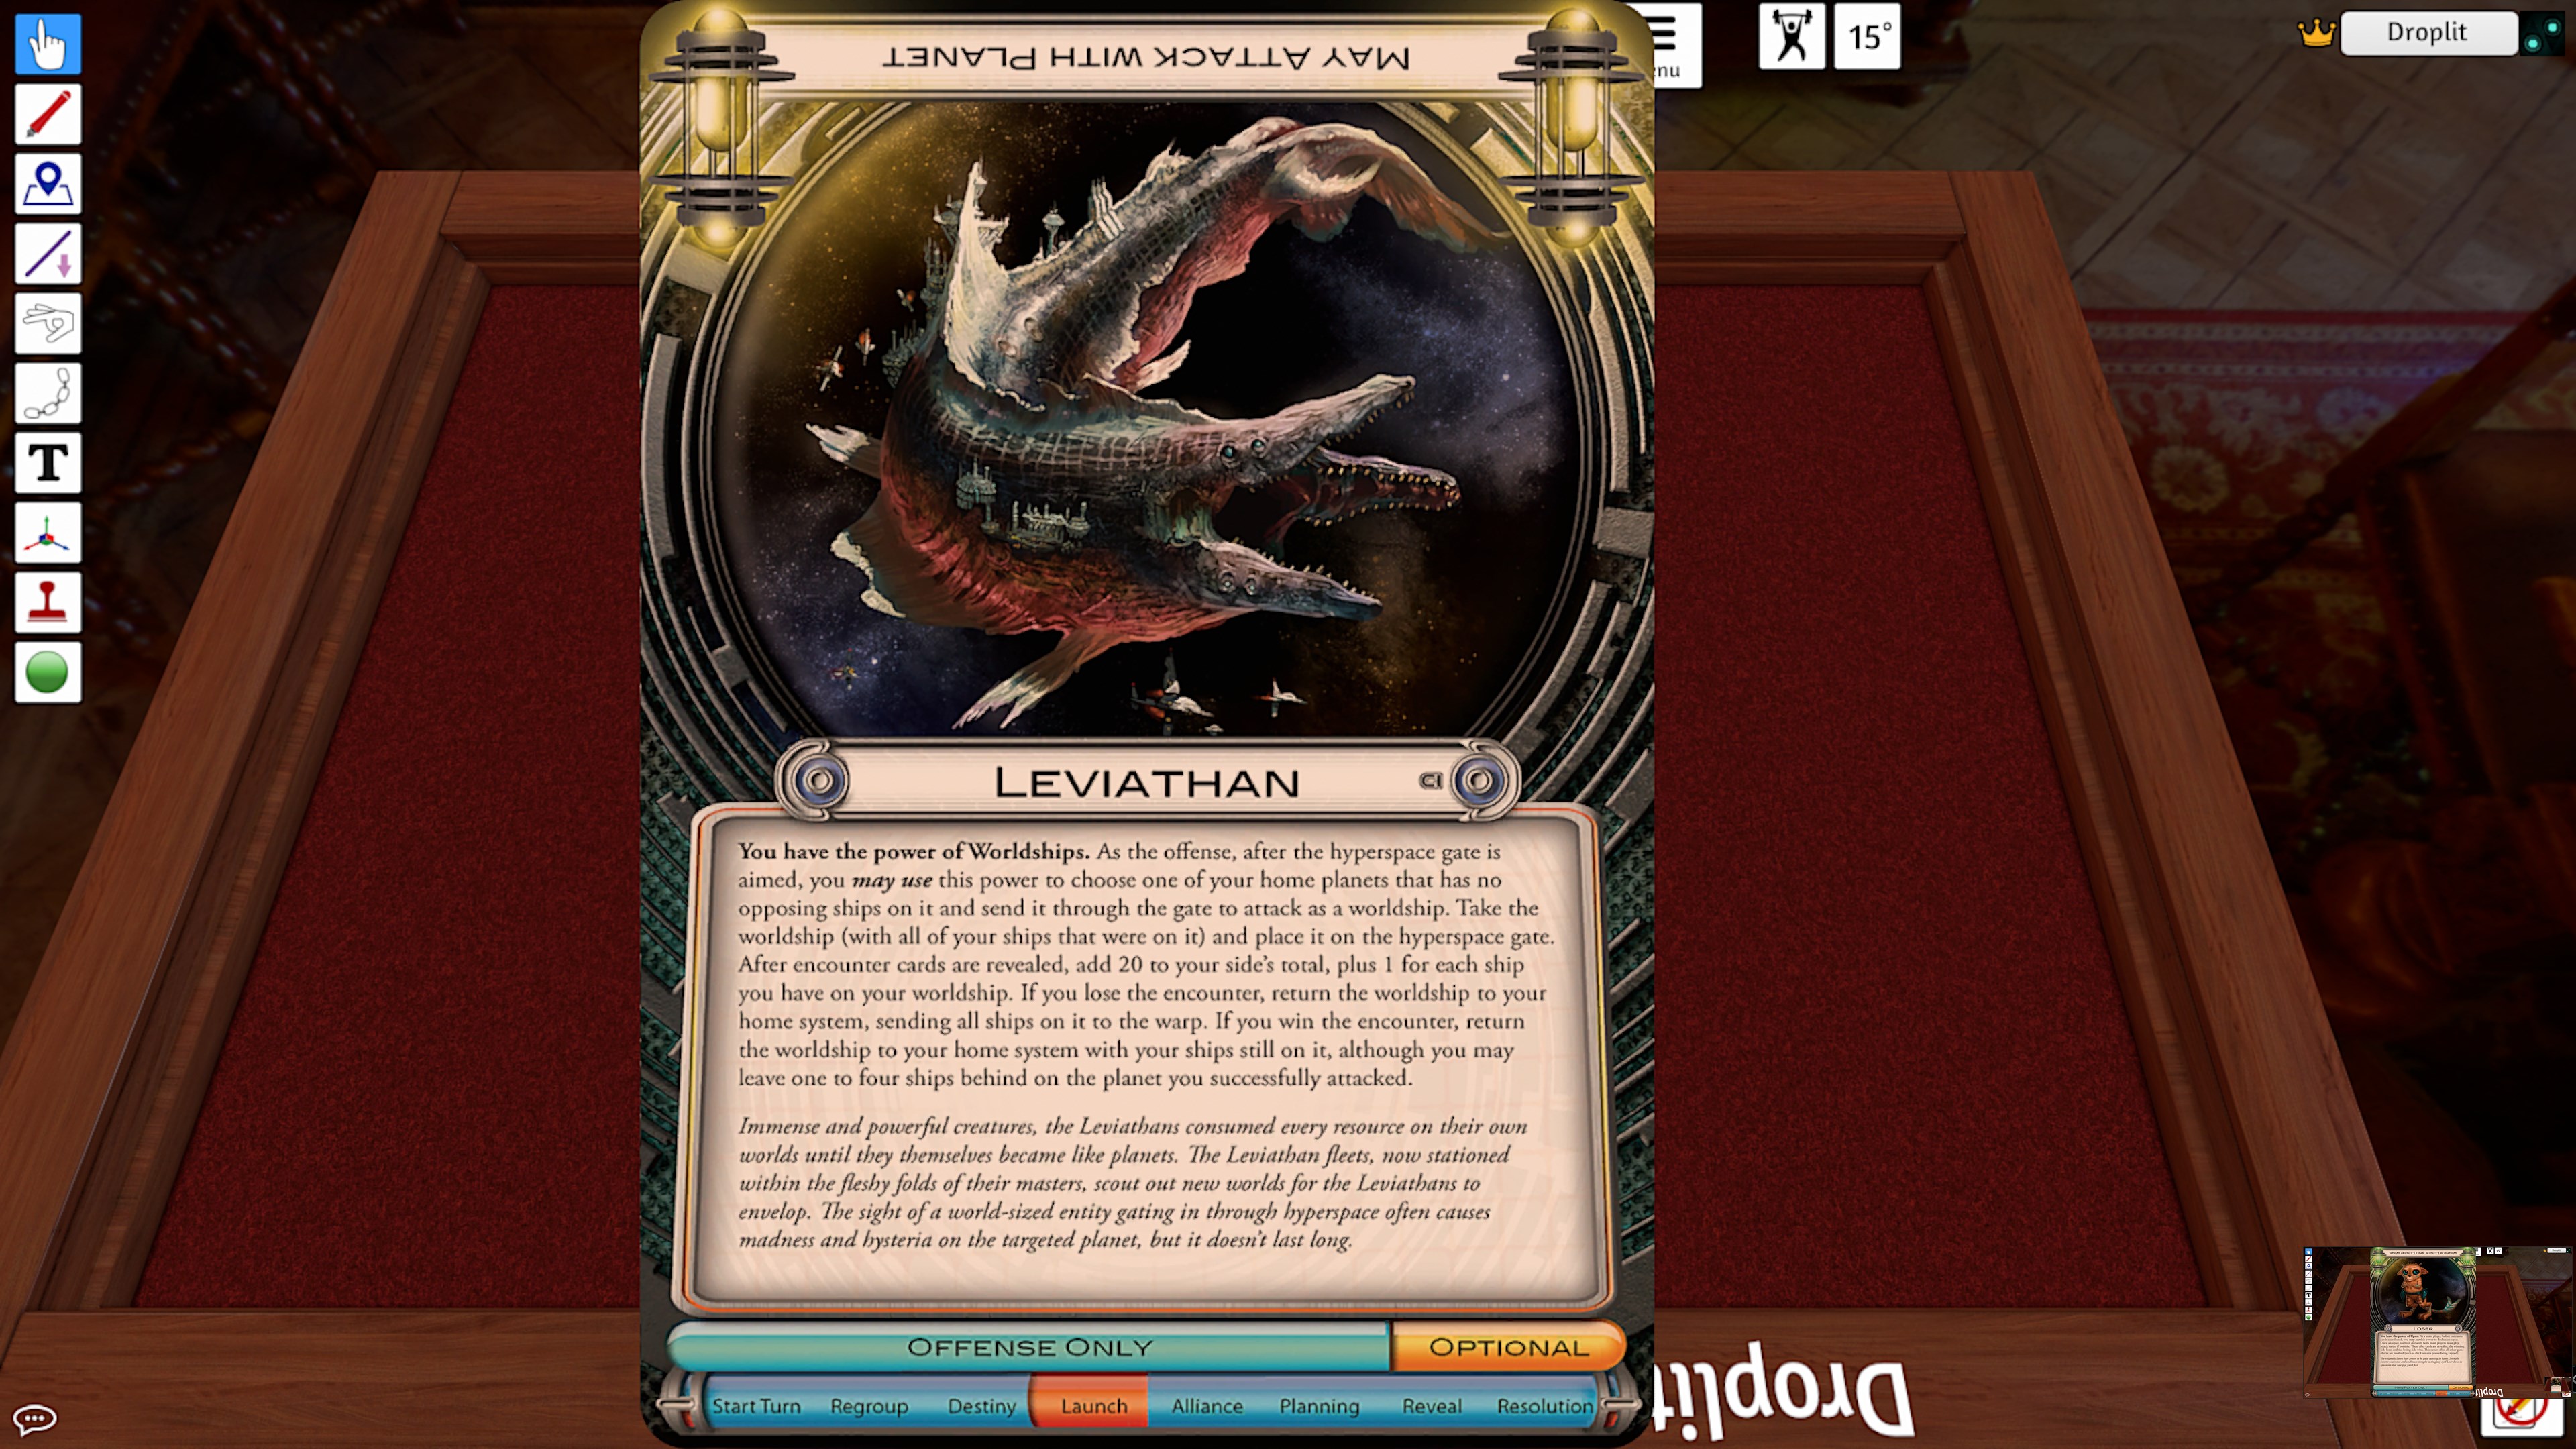 MAY ATTACK WITH PLANET
enu
15°
Droplit
T
LEVIATHAN
CI
You have the power of Worldships. As the offense, after the hyperspace gate is
aimed, you may use this power to choose one of your home planets that has no
opposing ships on it and send it through the gate to attack as a worldship. Take the
worldship (with all of your ships that were on it) and place it on the hyperspace gate.
After encounter cards are revealed, add 20 to your side's total, plus 1 for each ship
you have on your worldship. If you lose the encounter, return the worldship to your
home system, sending all ships on it to the warp. If you win the encounter, return
the worldship to your home system with your ships still on it, although you may
leave one to four ships behind on the planet you successfully attacked.
Immense and powerful creatures, the Leviathans consumed every resource on their own
worlds until they themselves became like planets. The Leviathan fleets, now stationed
within the fleshy folds of their masters, scout out new worlds for the Leviathans to
envelop. The sight of a world-sized entity gating in through hyperspace often causes
madness and hysteria on the targeted planet, but it doesn't last long.
OFFENSE ONLY
OPTIONAL
Start Turn Regroup Destiny Launch Alliance Planning Reveal Resolution
Droplit
LOSER
Droplit